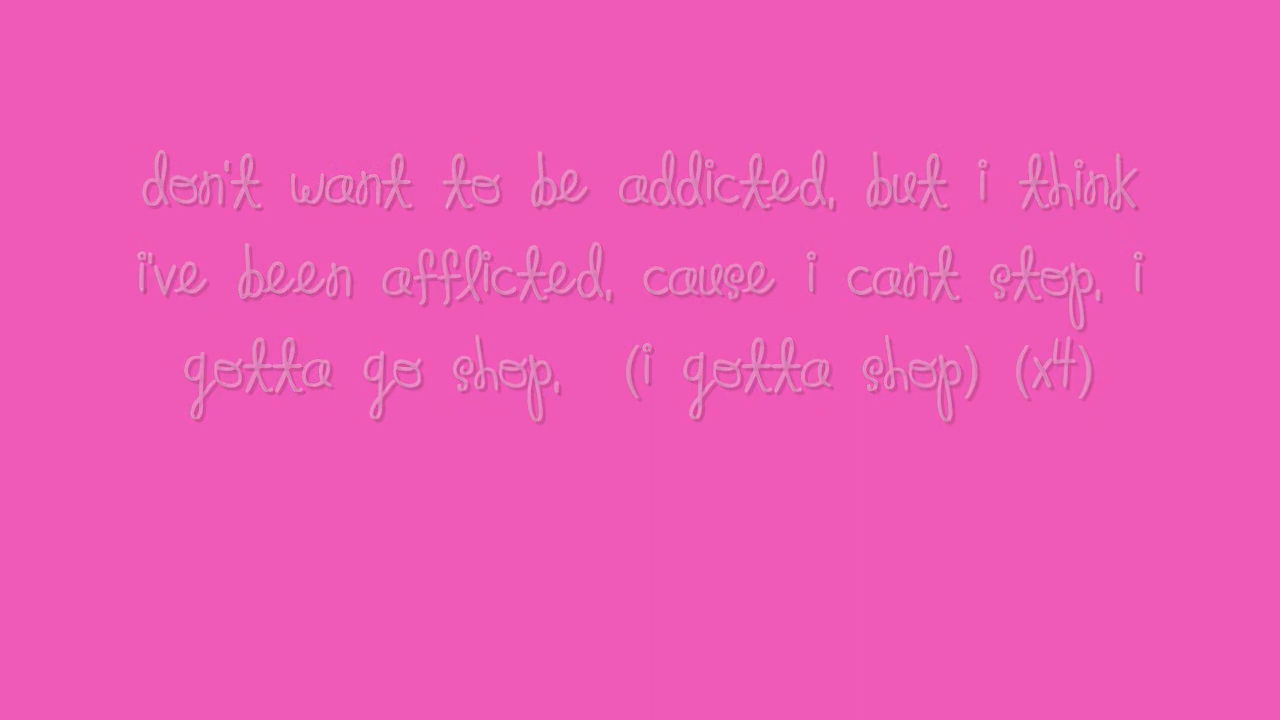 don't want to be addicted, but i think
i've been afflicted, cause i cant stop, i
gotta go shop, (i gotta shop) (x4)